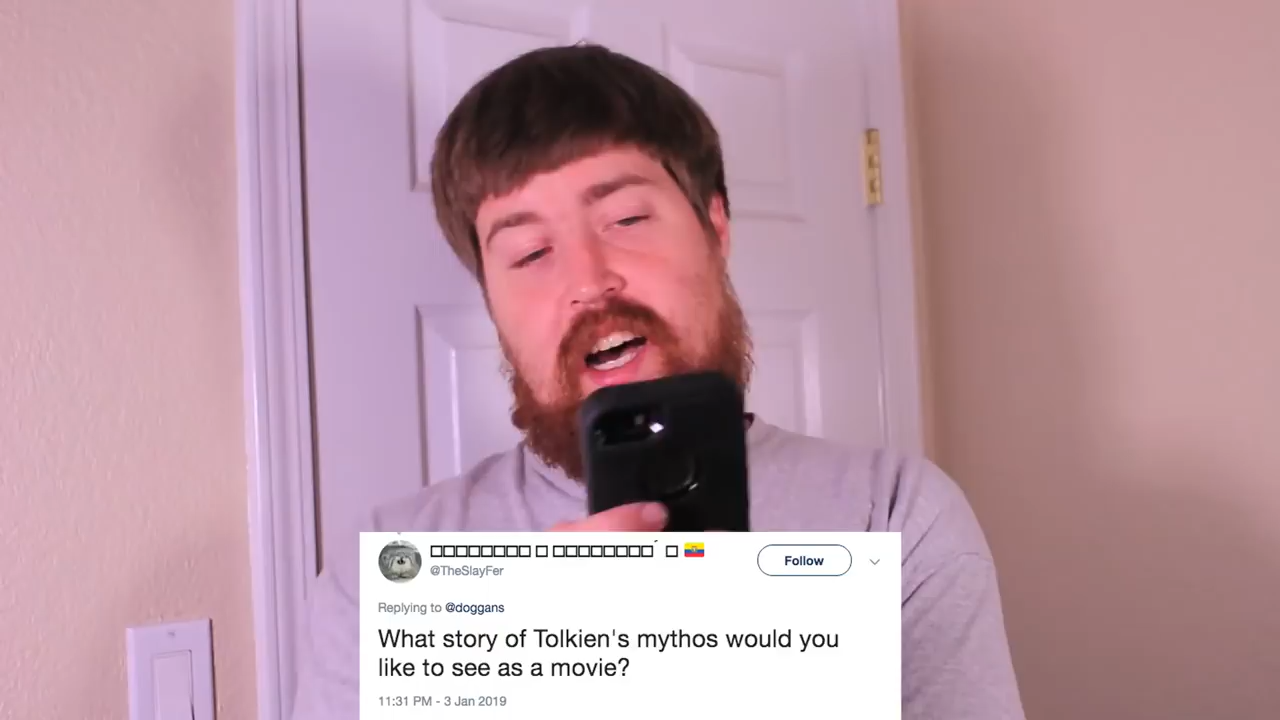 @TheSlayFer
Follow
Replying to @doggans
What story of Tolkien's mythos would you
like to see as a movie?
11:31 PM - 3 Jan 2019